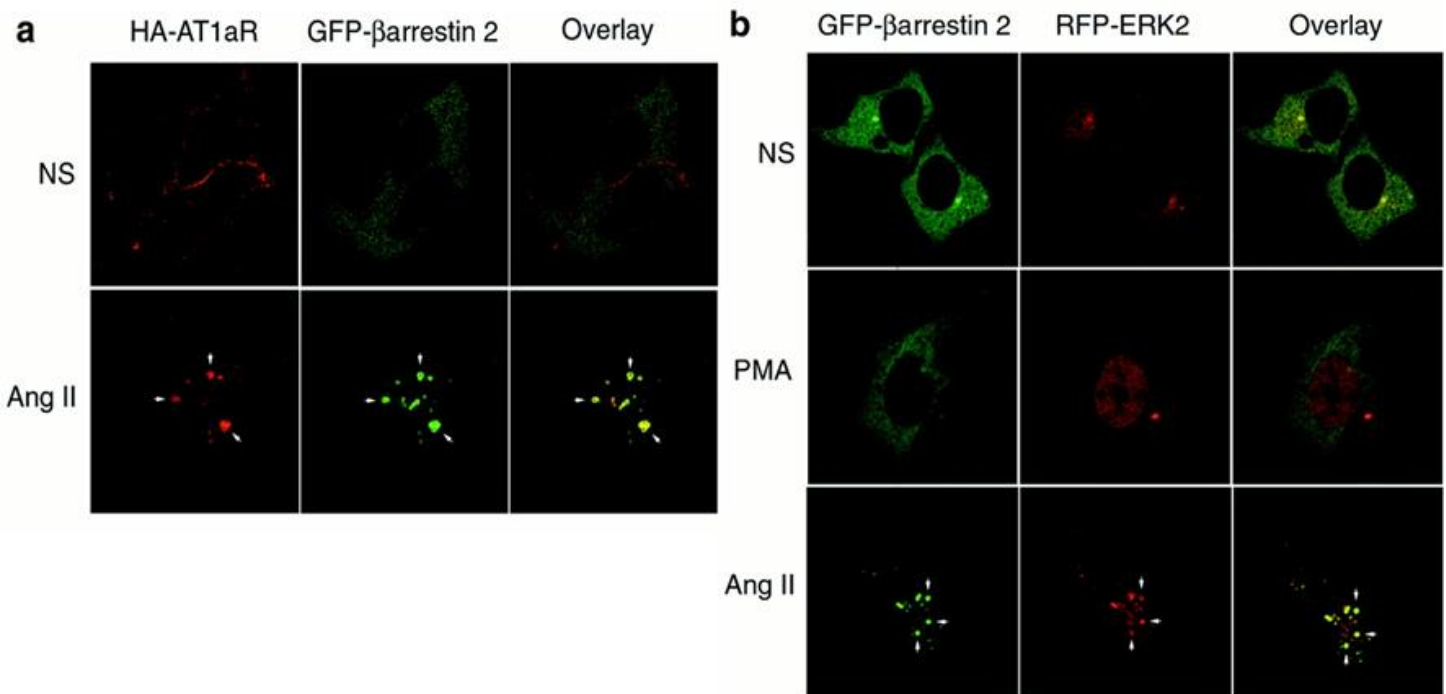 a
HA-AT1aR GFP-βarrestin 2 Overlay
NS
Ang II
b
GFP-βarrestin 2 RFP-ERK2 Overlay
NS
PMA
Ang II